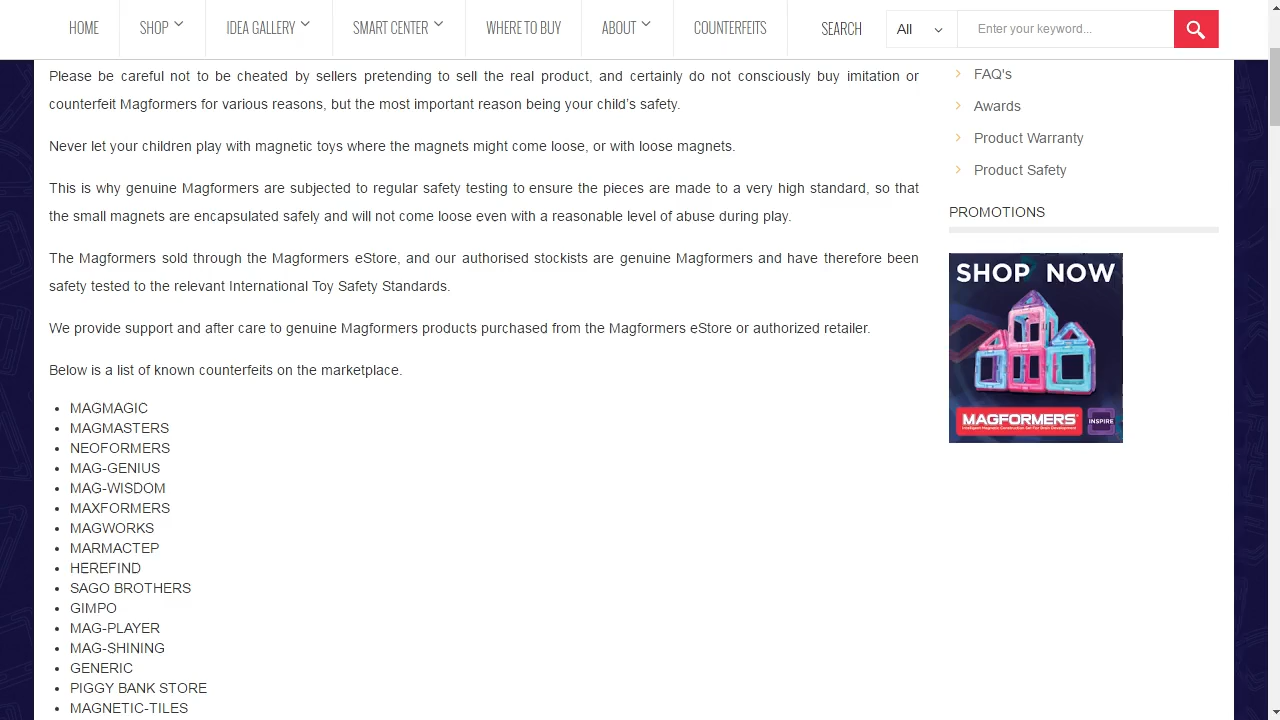 HOME
SHOP
IDEA GALLERY
SMART CENTER
WHERE TO BUY
ABOUT
COUNTERFEITS
SEARCH
All
Enter your keyword...
Please be careful not to be cheated by sellers pretending to sell the real product, and certainly do not consciously buy imitation or
counterfeit Magformers for various reasons, but the most important reason being your child's safety.
Never let your children play with magnetic toys where the magnets might come loose, or with loose magnets.
This is why genuine Magformers are subjected to regular safety testing to ensure the pieces are made to a very high standard, so that
the small magnets are encapsulated safely and will not come loose even with a reasonable level of abuse during play.
The Magformers sold through the Magformers eStore, and our authorised stockists are genuine Magformers and have therefore been
safety tested to the relevant International Toy Safety Standards.
We provide support and after care to genuine Magformers products purchased from the Magformers eStore or authorized retailer.
Below is a list of known counterfeits on the marketplace.
MAGMAGIC
MAGMASTERS
NEOFORMERS
MAG-GENIUS
MAG-WISDOM
MAXFORMERS
MAGWORKS
MARMACTEP
HEREFIND
SAGO BROTHERS
GIMPO
MAG-PLAYER
MAG-SHINING
GENERIC
PIGGY BANK STORE
MAGNETIC-TILES
FAQ's
Awards
Product Warranty
Product Safety
PROMOTIONS
SHOP NOW
MAGFORMERS
Intelligent Magnetic Construction Set For Brain Development
INSPIRE